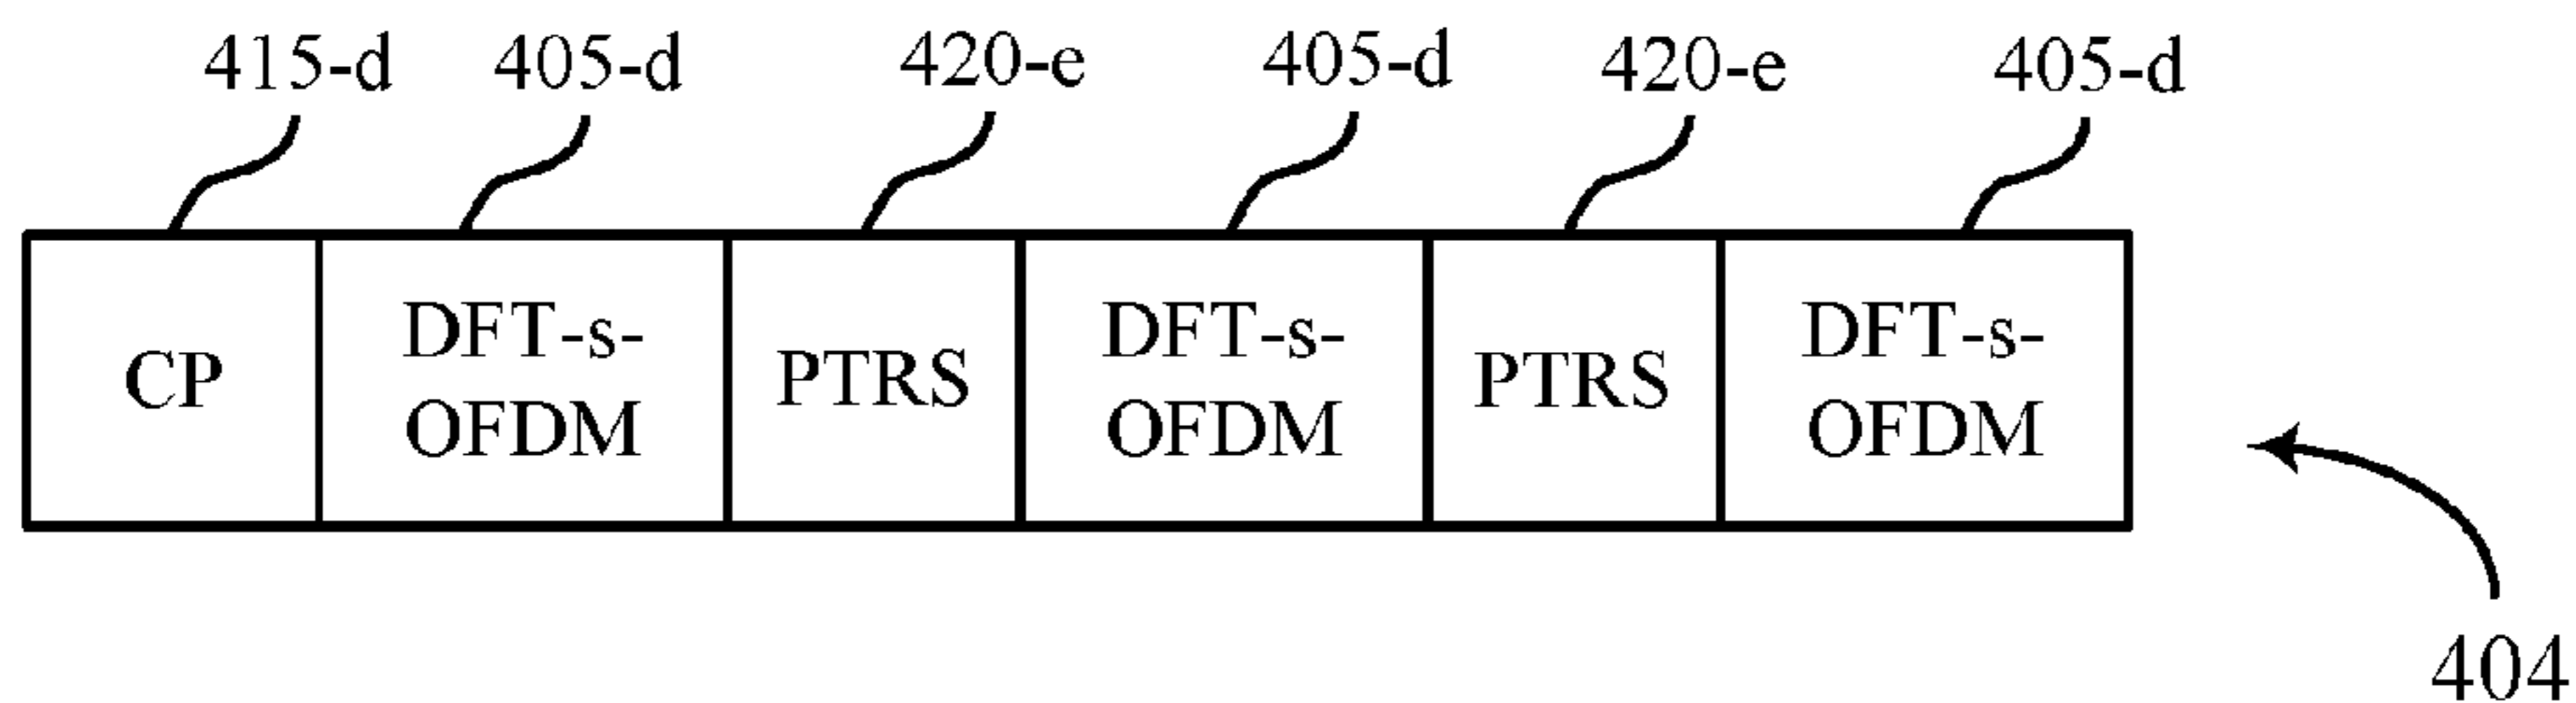 415-d 405-d 420-e 405-d 420-e 405-d
CP DFT-s-OFDM PTRS DFT-s-OFDM PTRS DFT-s-OFDM
404